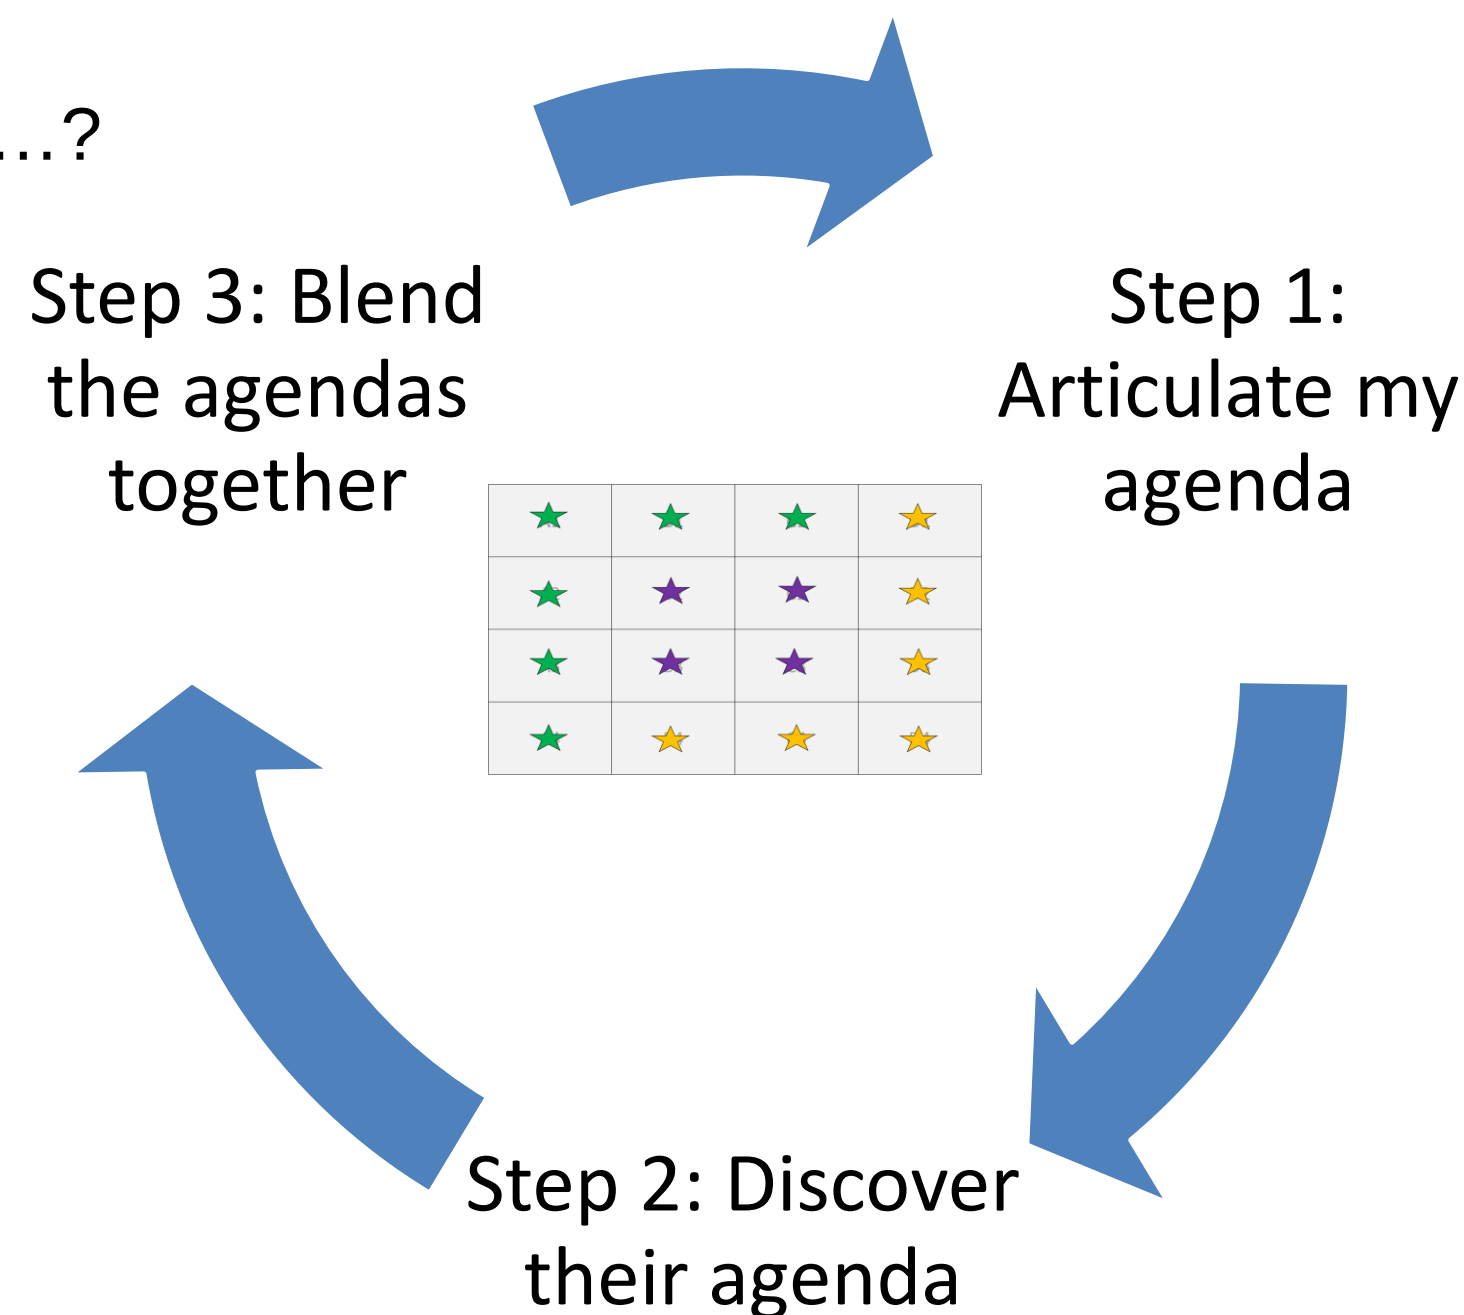 ...?
Step 3: Blend
the agendas
together
Step 1:
Articulate my
agenda
Step 2: Discover
their agenda